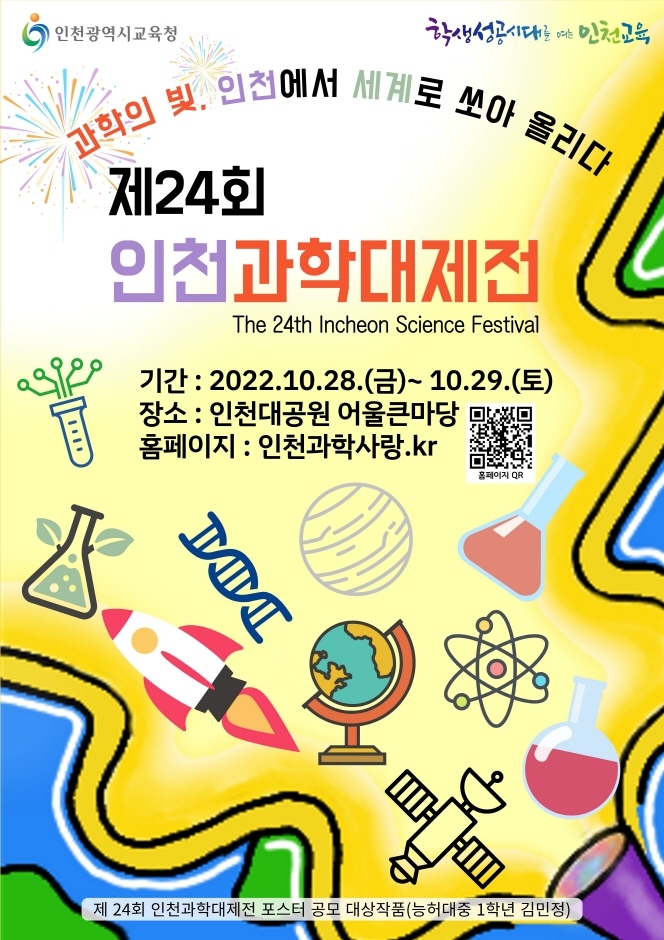 인천광역시교육청
학생성공시대를 여는 인천교육
과학의 빛, 인천에서 세계로 쏘아 올리다
제24회
인천과학대제전
The 24th Incheon Science Festival
기간 : 2022.10.28.(금)~ 10.29.(토)
장소 : 인천대공원 어울큰마당
홈페이지 : 인천과학사랑.kr
홈페이지 QR
제 24회 인천과학대제전 포스터 공모 대상작품(능허대중 1학년 김민정)